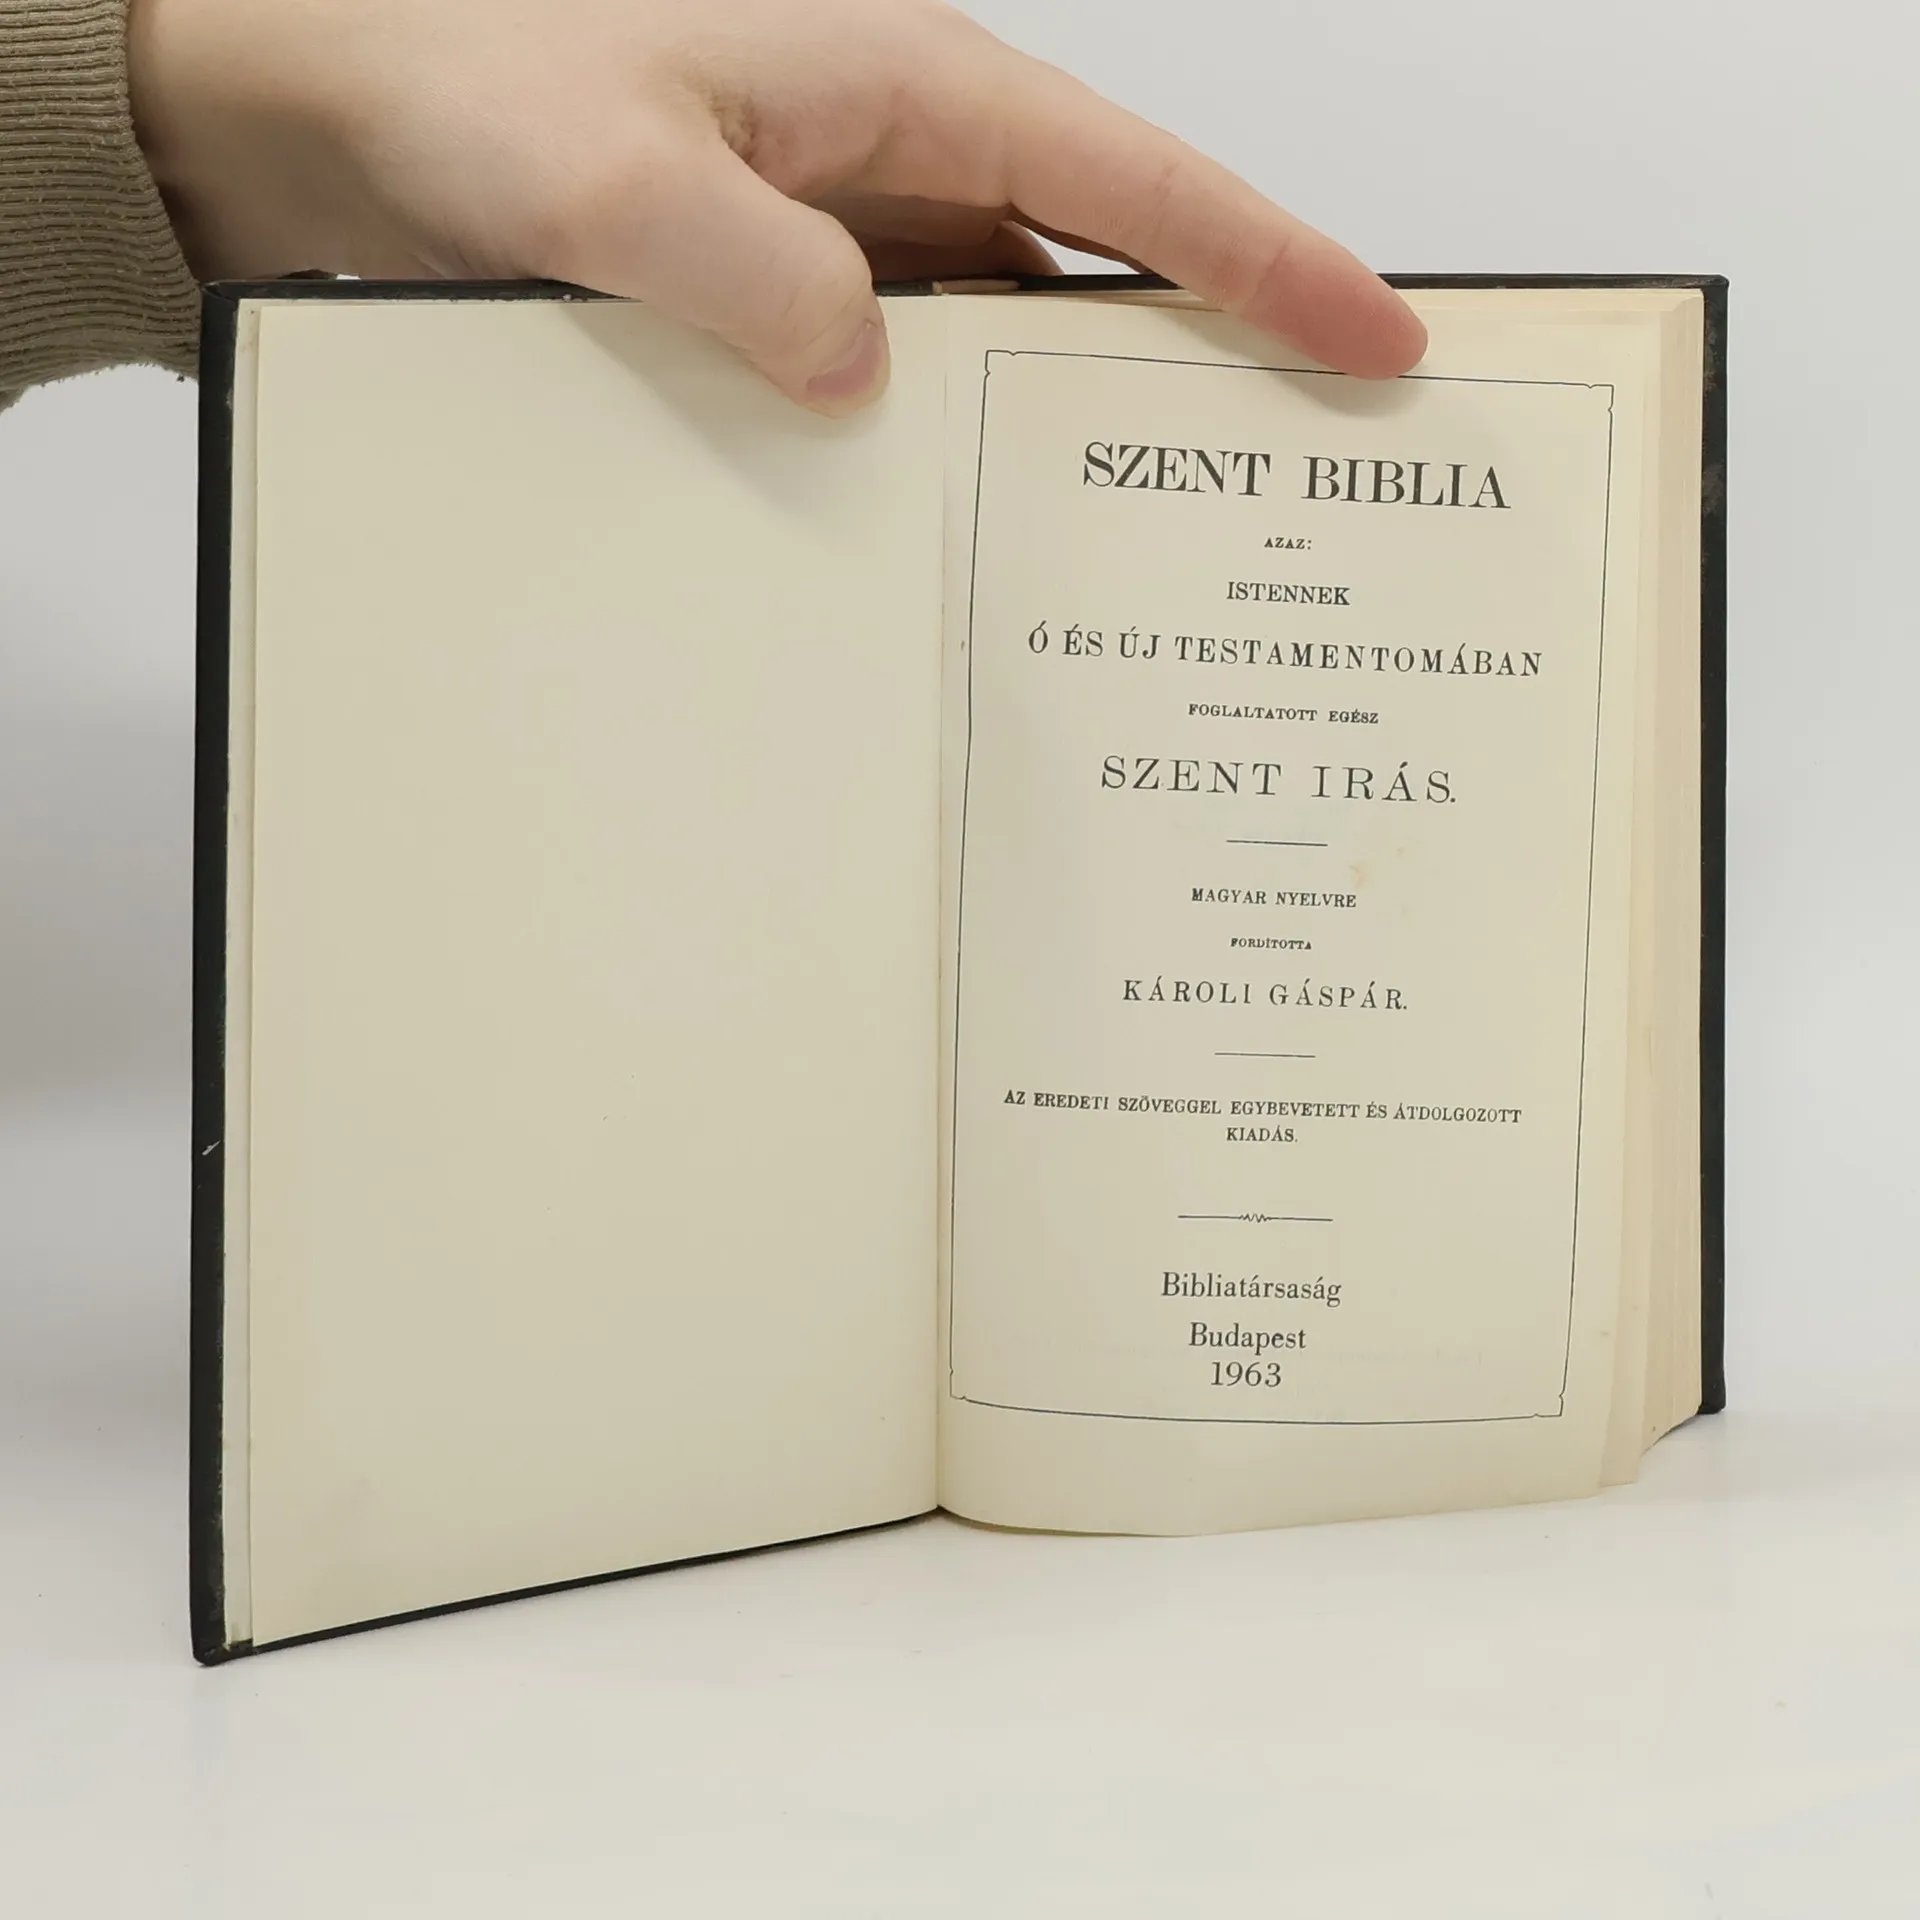 SZENT BIBLIA
AZAZ:
ISTENNEK
Ó ÉS ÚJ TESTAMENTOMÁBAN
FOGLALTATOTT EGÉSZ
SZENT IRÁS.
MAGYAR NYELVRE
FORDÍTOTTA
KÁROLI GÁSPÁR.
AZ EREDETI SZÖVEGGEL EGYBEVETETT ÉS ÁTDOLGOZOTT
KIADÁS.
Bibliatársaság
Budapest
1963